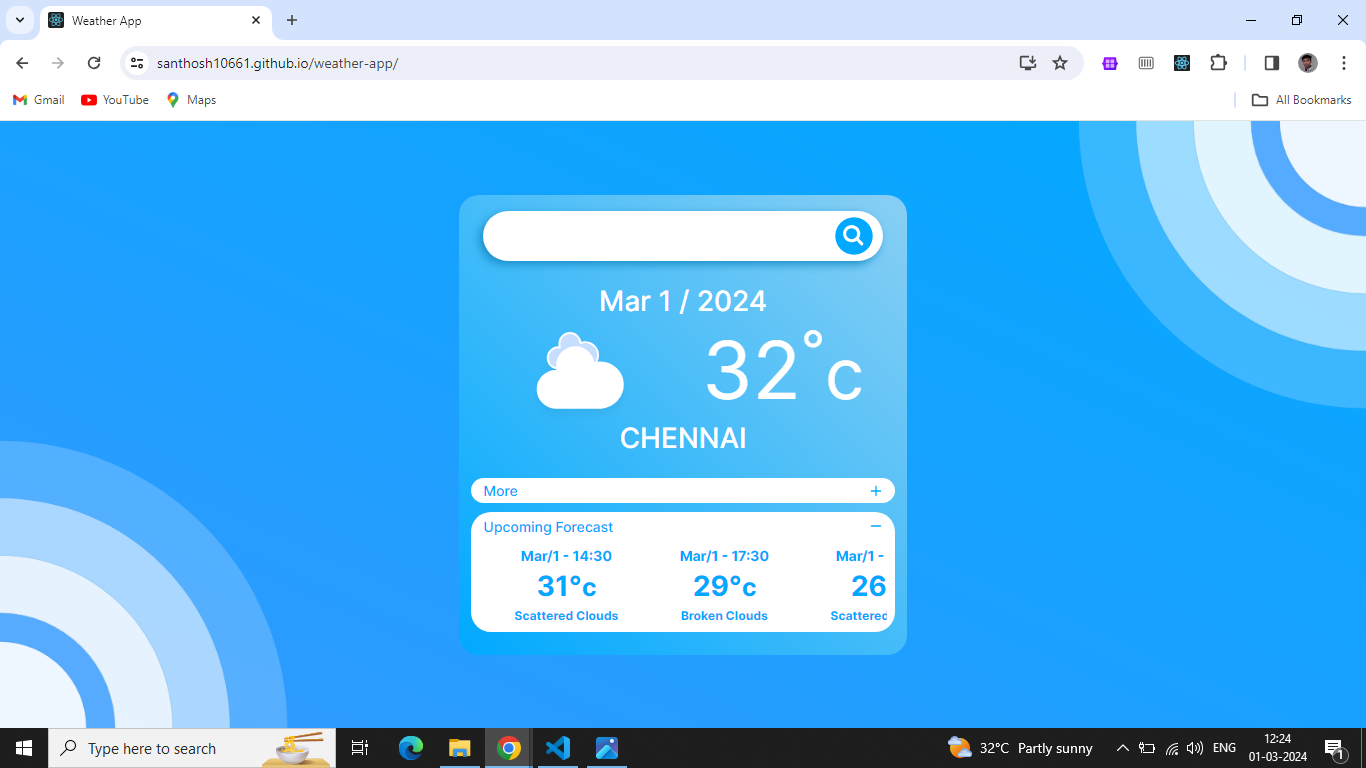 Weather App
santhosh10661.github.io/weather-app/
Gmail YouTube Maps All Bookmarks
Mar 1 / 2024
32°c
CHENNAI
More +
Upcoming Forecast −
Mar/1 - 14:30 Mar/1 - 17:30 Mar/1 -
31°c 29°c 26
Scattered Clouds Broken Clouds Scattered
Type here to search 32°C Partly sunny ENG 12:24
01-03-2024 1